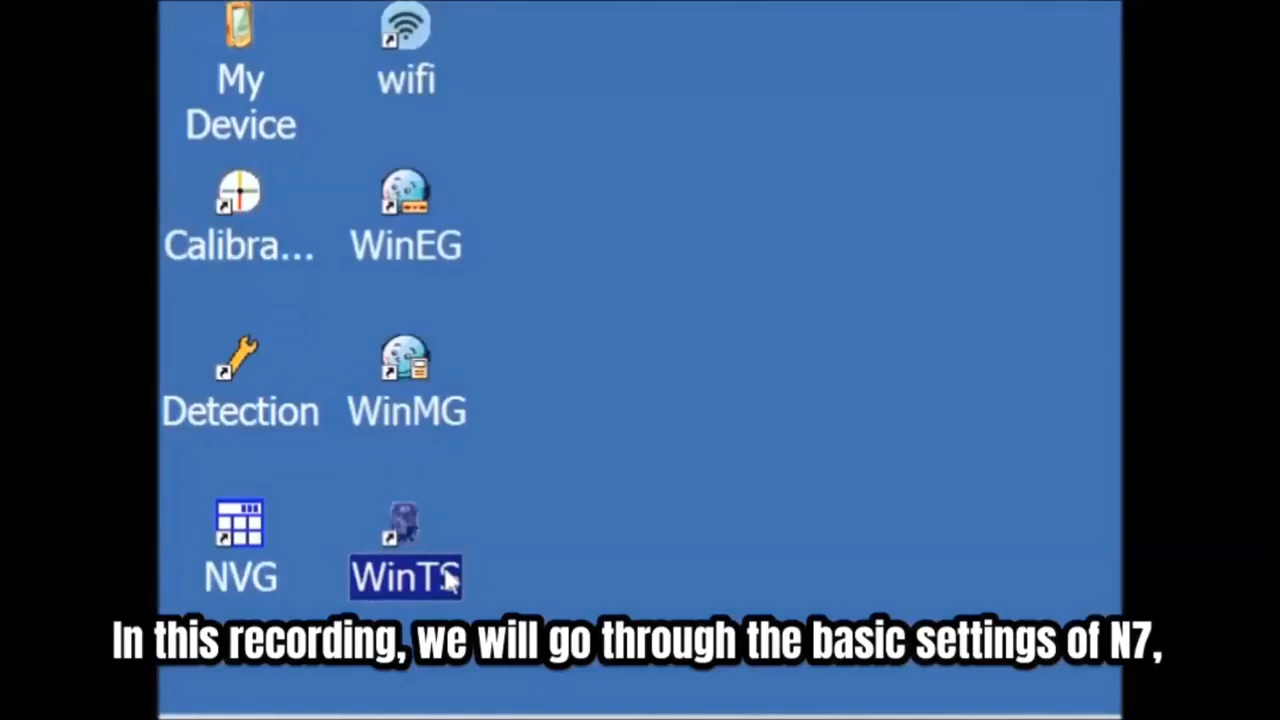 My
Device
wifi
Calibra...
WinEG
Detection
WinMG
NVG
WinTS
In this recording, we will go through the basic settings of N7,